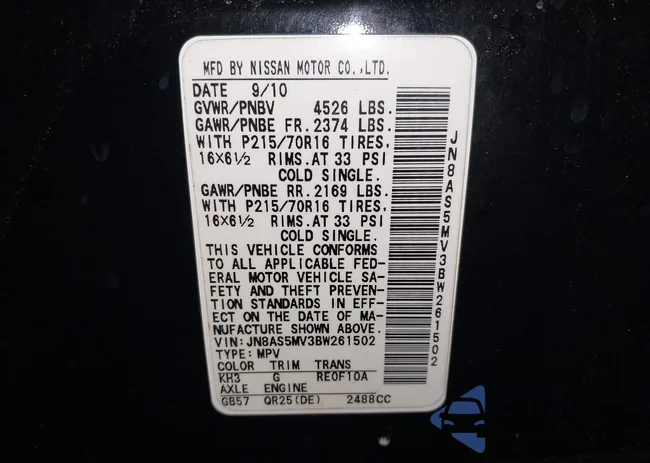 MFD BY NISSAN MOTOR CO.,LTD.
DATE 9/10
GVWR/PNBV 4526 LBS.
GAWR/PNBE FR. 2374 LBS.
WITH P215/70R16 TIRES,
16X6½ RIMS.AT 33 PSI
COLD SINGLE.
GAWR/PNBE RR. 2169 LBS.
WITH P215/70R16 TIRES,
16X6½ RIMS.AT 33 PSI
COLD SINGLE.
THIS VEHICLE CONFORMS
TO ALL APPLICABLE FED-
ERAL MOTOR VEHICLE SA-
FETY AND THEFT PREVEN-
TION STANDARDS IN EFF-
ECT ON THE DATE OF MA-
NUFACTURE SHOWN ABOVE.
VIN: JN8AS5MV3BW261502
TYPE: MPV
COLOR TRIM TRANS
KH3 G RE0F10A
AXLE ENGINE
GB57 QR25(DE) 2488CC
JN8AS5MV3BW261502